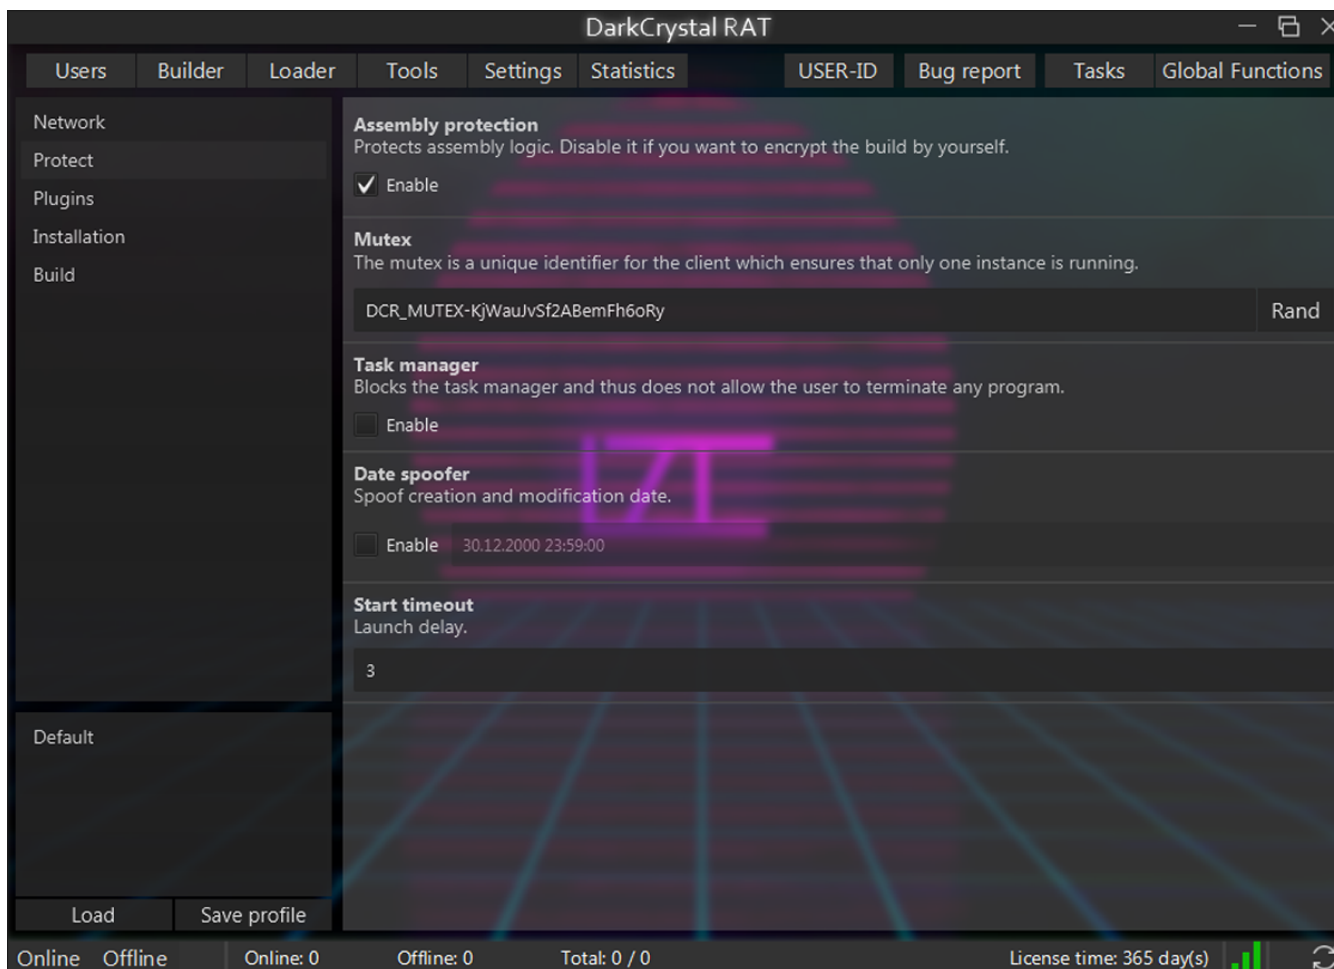 DarkCrystal RAT
Users Builder Loader Tools Settings Statistics USER-ID Bug report Tasks Global Functions
Network
Protect
Plugins
Installation
Build
Assembly protection
Protects assembly logic. Disable it if you want to encrypt the build by yourself.
Enable
Mutex
The mutex is a unique identifier for the client which ensures that only one instance is running.
DCR_MUTEX-KjWauJvSf2ABemFh6oRy Rand
Task manager
Blocks the task manager and thus does not allow the user to terminate any program.
Enable
Date spoofer
Spoof creation and modification date.
Enable 30.12.2000 23:59:00
Start timeout
Launch delay.
3
Default
Load Save profile
Online Offline Online: 0 Offline: 0 Total: 0 / 0 License time: 365 day(s)